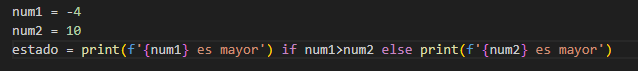 num1 = -4
num2 = 10
estado = print(f'{num1} es mayor') if num1>num2 else print(f'{num2} es mayor')